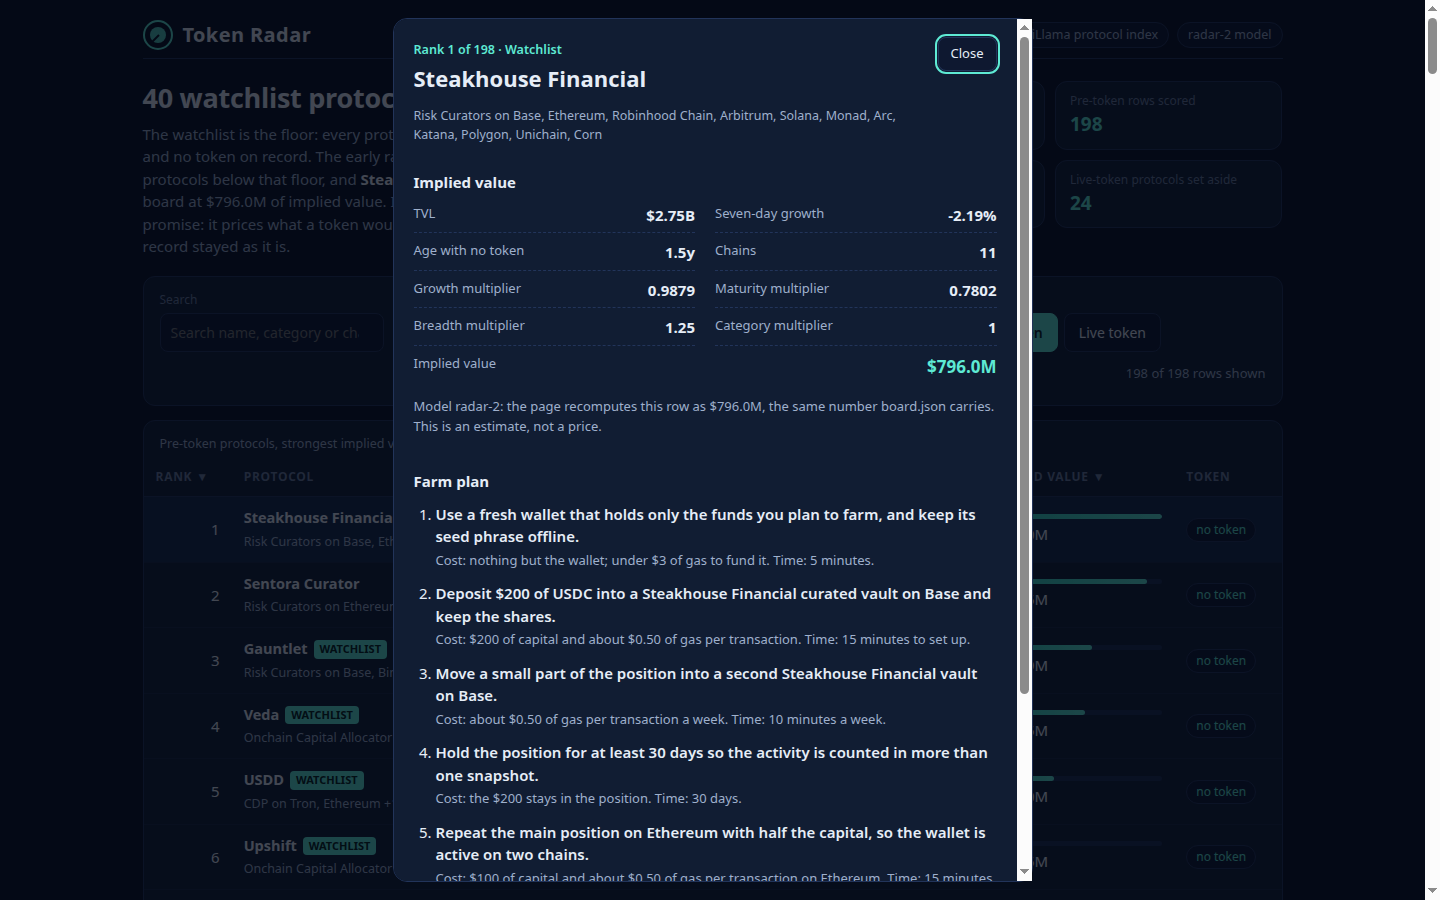 Token Radar
Llama protocol index
radar-2 model
40 watchlist protoc
The watchlist is the floor: every prot
and no token on record. The early ra
protocols below that floor, and Stea
board at $796.0M of implied value. I
promise: it prices what a token wou
record stayed as it is.
Pre-token rows scored
198
Live-token protocols set aside
24
Search
Search name, category or ch
n
Live token
198 of 198 rows shown
Pre-token protocols, strongest implied v
RANK ▼
PROTOCOL
D VALUE ▼
TOKEN
1
Steakhouse Financia
Risk Curators on Base, Eth
M
no token
2
Sentora Curator
Risk Curators on Ethereum
M
no token
3
Gauntlet WATCHLIST
Risk Curators on Base, Bin
M
no token
4
Veda WATCHLIST
Onchain Capital Allocator
M
no token
5
USDD WATCHLIST
CDP on Tron, Ethereum +
M
no token
6
Upshift WATCHLIST
Onchain Capital Allocator
M
no token
Rank 1 of 198 · Watchlist
Close
Steakhouse Financial
Risk Curators on Base, Ethereum, Robinhood Chain, Arbitrum, Solana, Monad, Arc,
Katana, Polygon, Unichain, Corn
Implied value
TVL $2.75B
Seven-day growth -2.19%
Age with no token 1.5y
Chains 11
Growth multiplier 0.9879
Maturity multiplier 0.7802
Breadth multiplier 1.25
Category multiplier 1
Implied value $796.0M
Model radar-2: the page recomputes this row as $796.0M, the same number board.json carries.
This is an estimate, not a price.
Farm plan
1. Use a fresh wallet that holds only the funds you plan to farm, and keep its
seed phrase offline.
Cost: nothing but the wallet; under $3 of gas to fund it. Time: 5 minutes.
2. Deposit $200 of USDC into a Steakhouse Financial curated vault on Base and
keep the shares.
Cost: $200 of capital and about $0.50 of gas per transaction. Time: 15 minutes to set up.
3. Move a small part of the position into a second Steakhouse Financial vault
on Base.
Cost: about $0.50 of gas per transaction a week. Time: 10 minutes a week.
4. Hold the position for at least 30 days so the activity is counted in more than
one snapshot.
Cost: the $200 stays in the position. Time: 30 days.
5. Repeat the main position on Ethereum with half the capital, so the wallet is
active on two chains.
Cost: $100 of capital and about $0.50 of gas per transaction on Ethereum. Time: 15 minutes